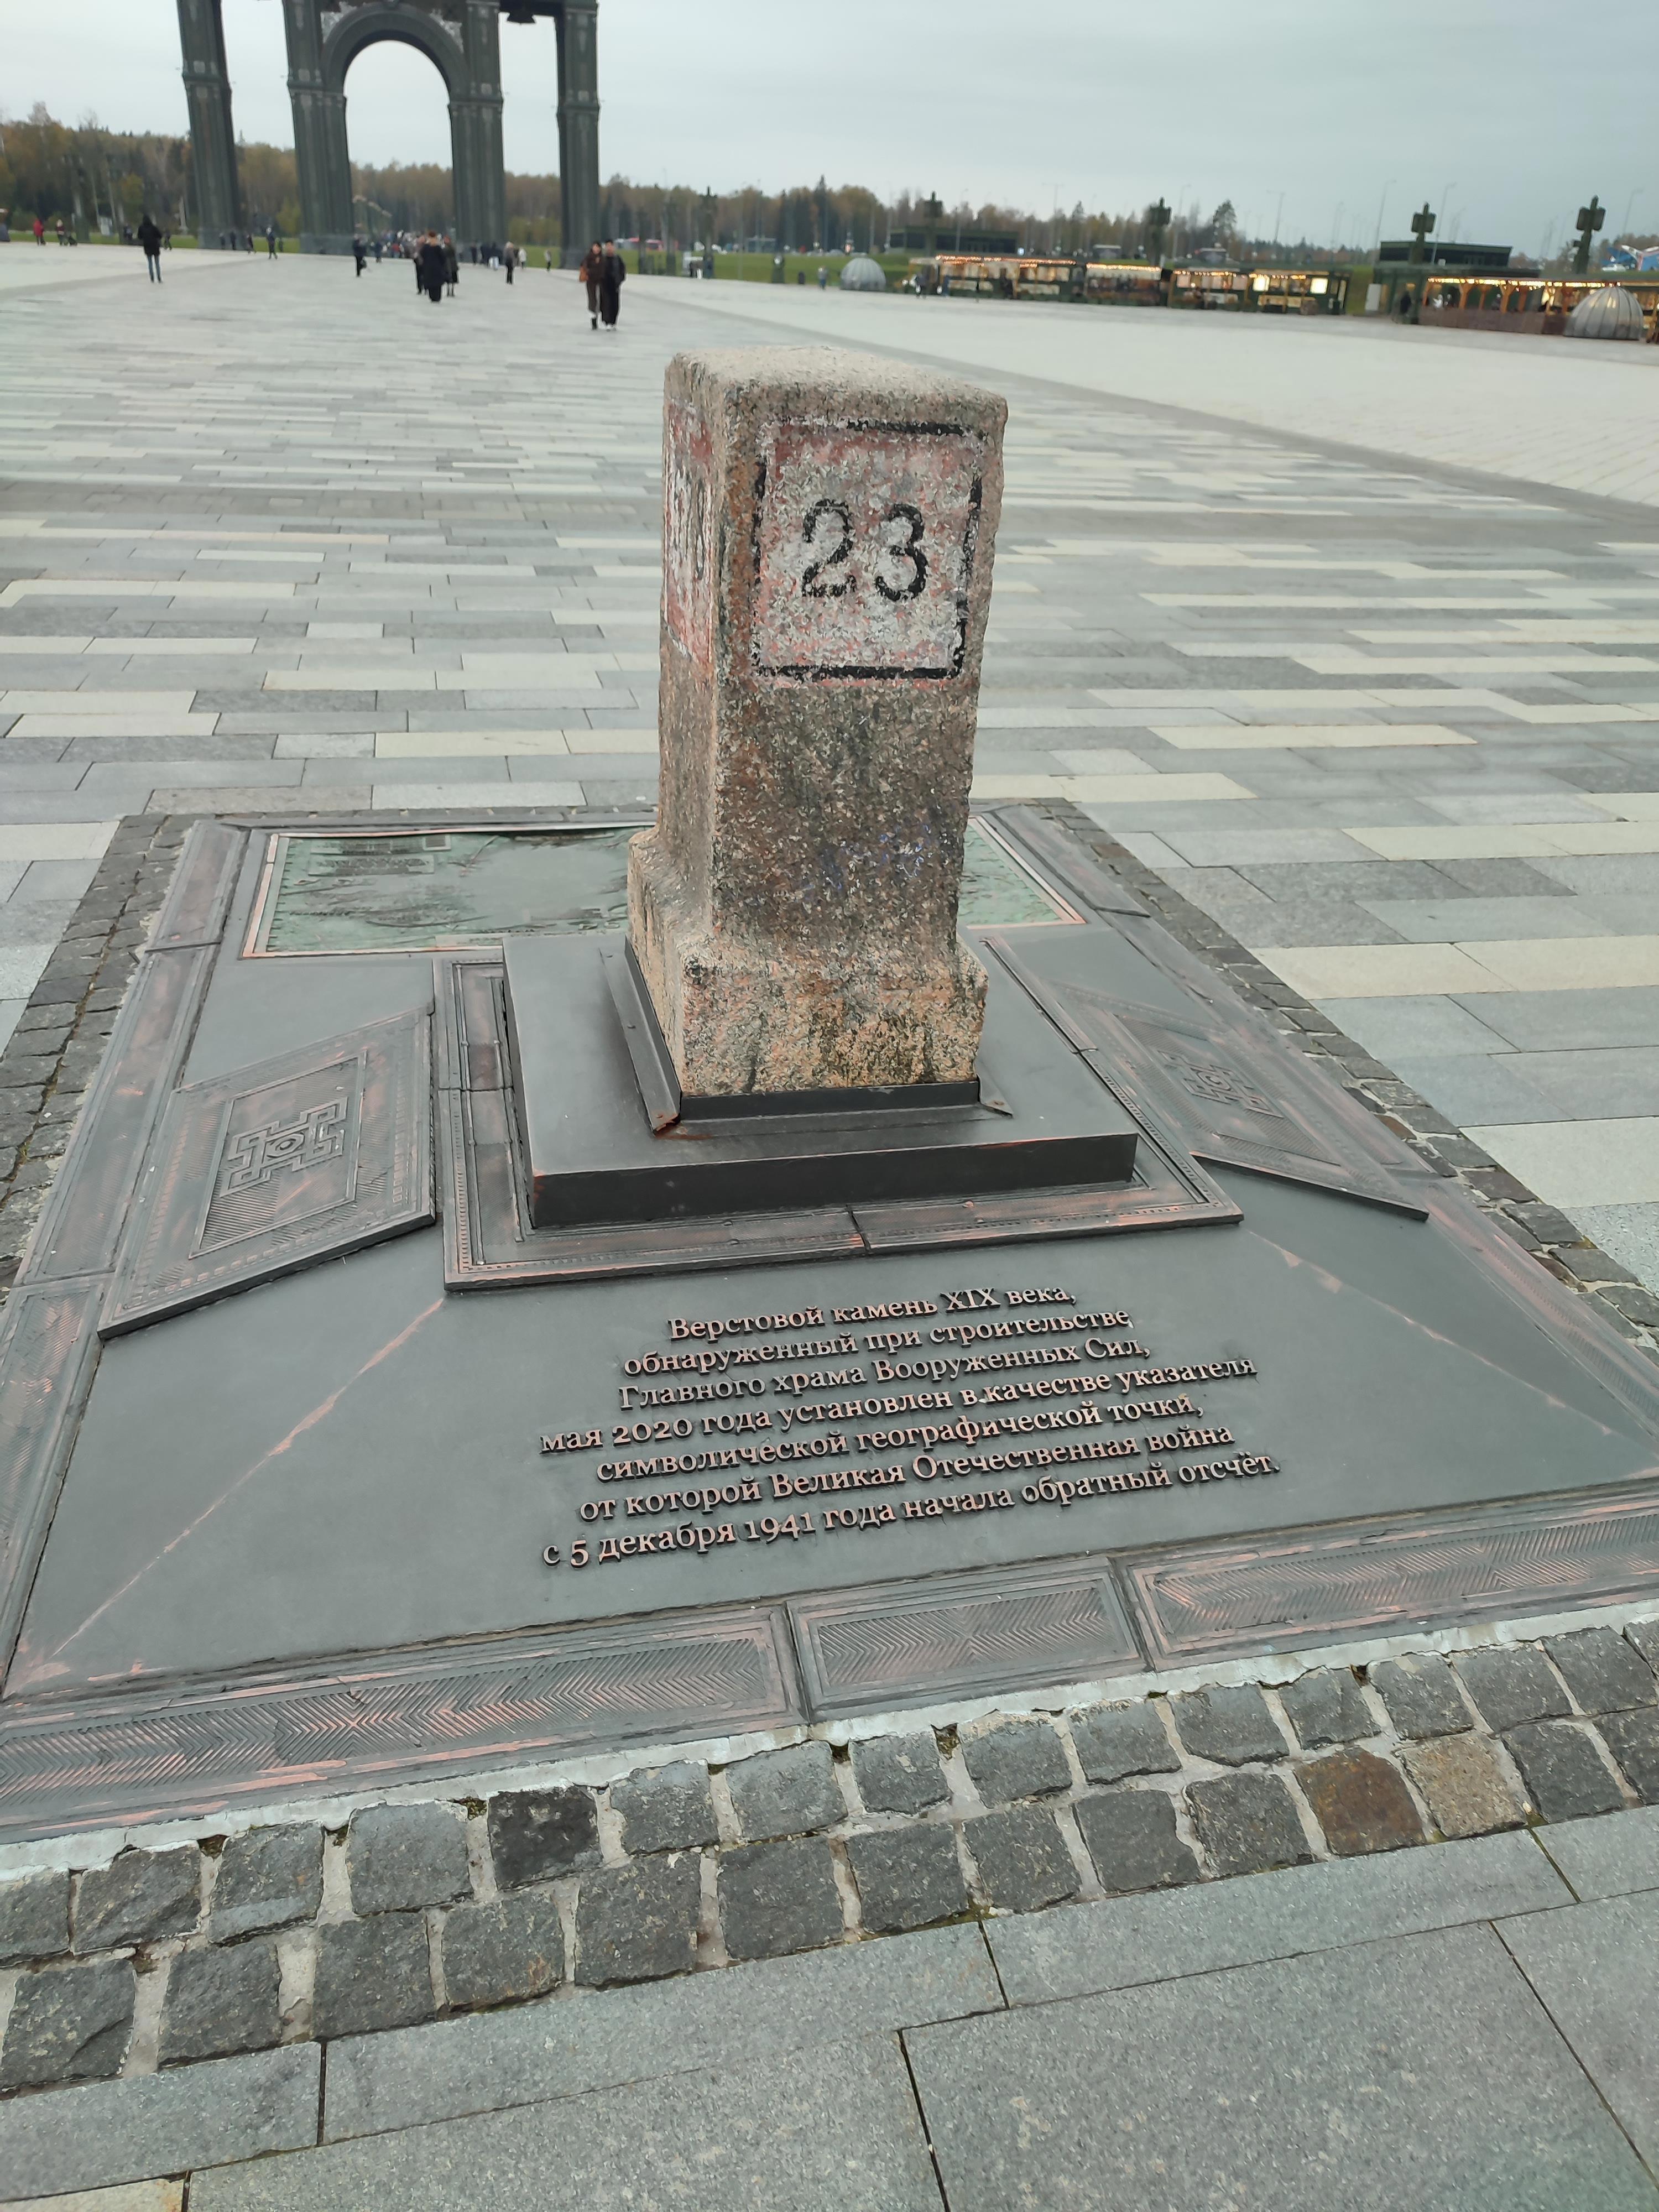 23
Верстовой камень XIX века,
обнаруженный при строительстве
Главного храма Вооруженных Сил,
мая 2020 года установлен в качестве указателя
символической географической точки,
от которой Великая Отечественная война
с 5 декабря 1941 года начала обратный отсчёт.